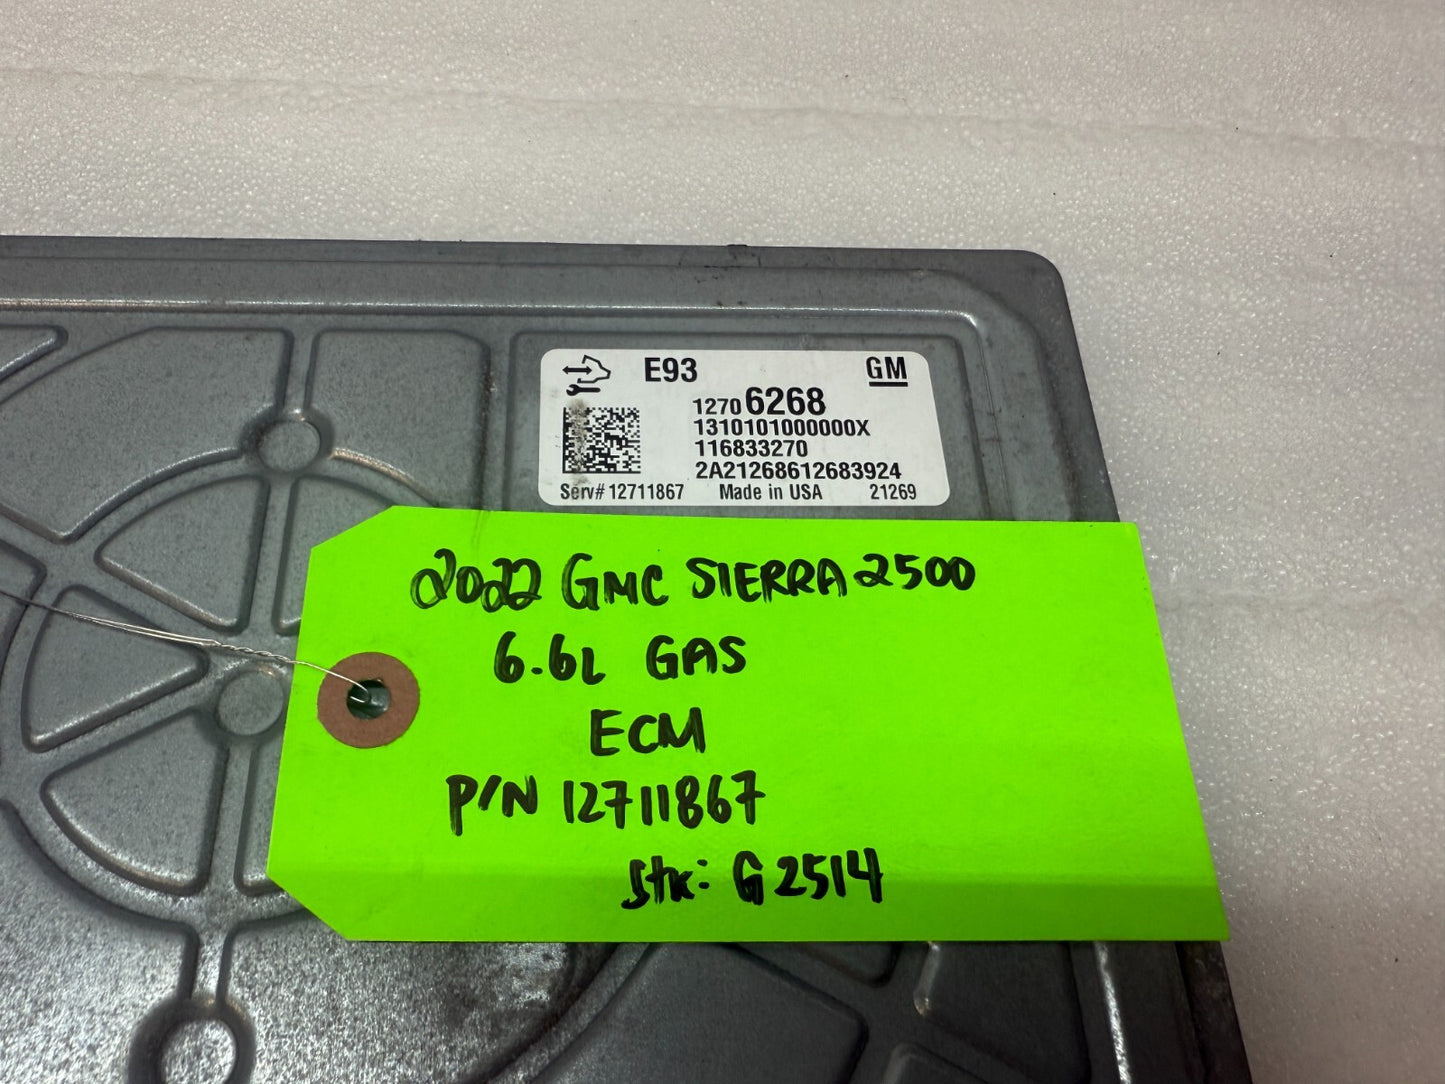 E93 GM
12706268
1310101000000X
116833270
2A21268612683924
Serv# 12711867 Made in USA 21269
2022 GMC SIERRA 2500
6.6L GAS
ECM
P/N 12711867
Stk: G2514